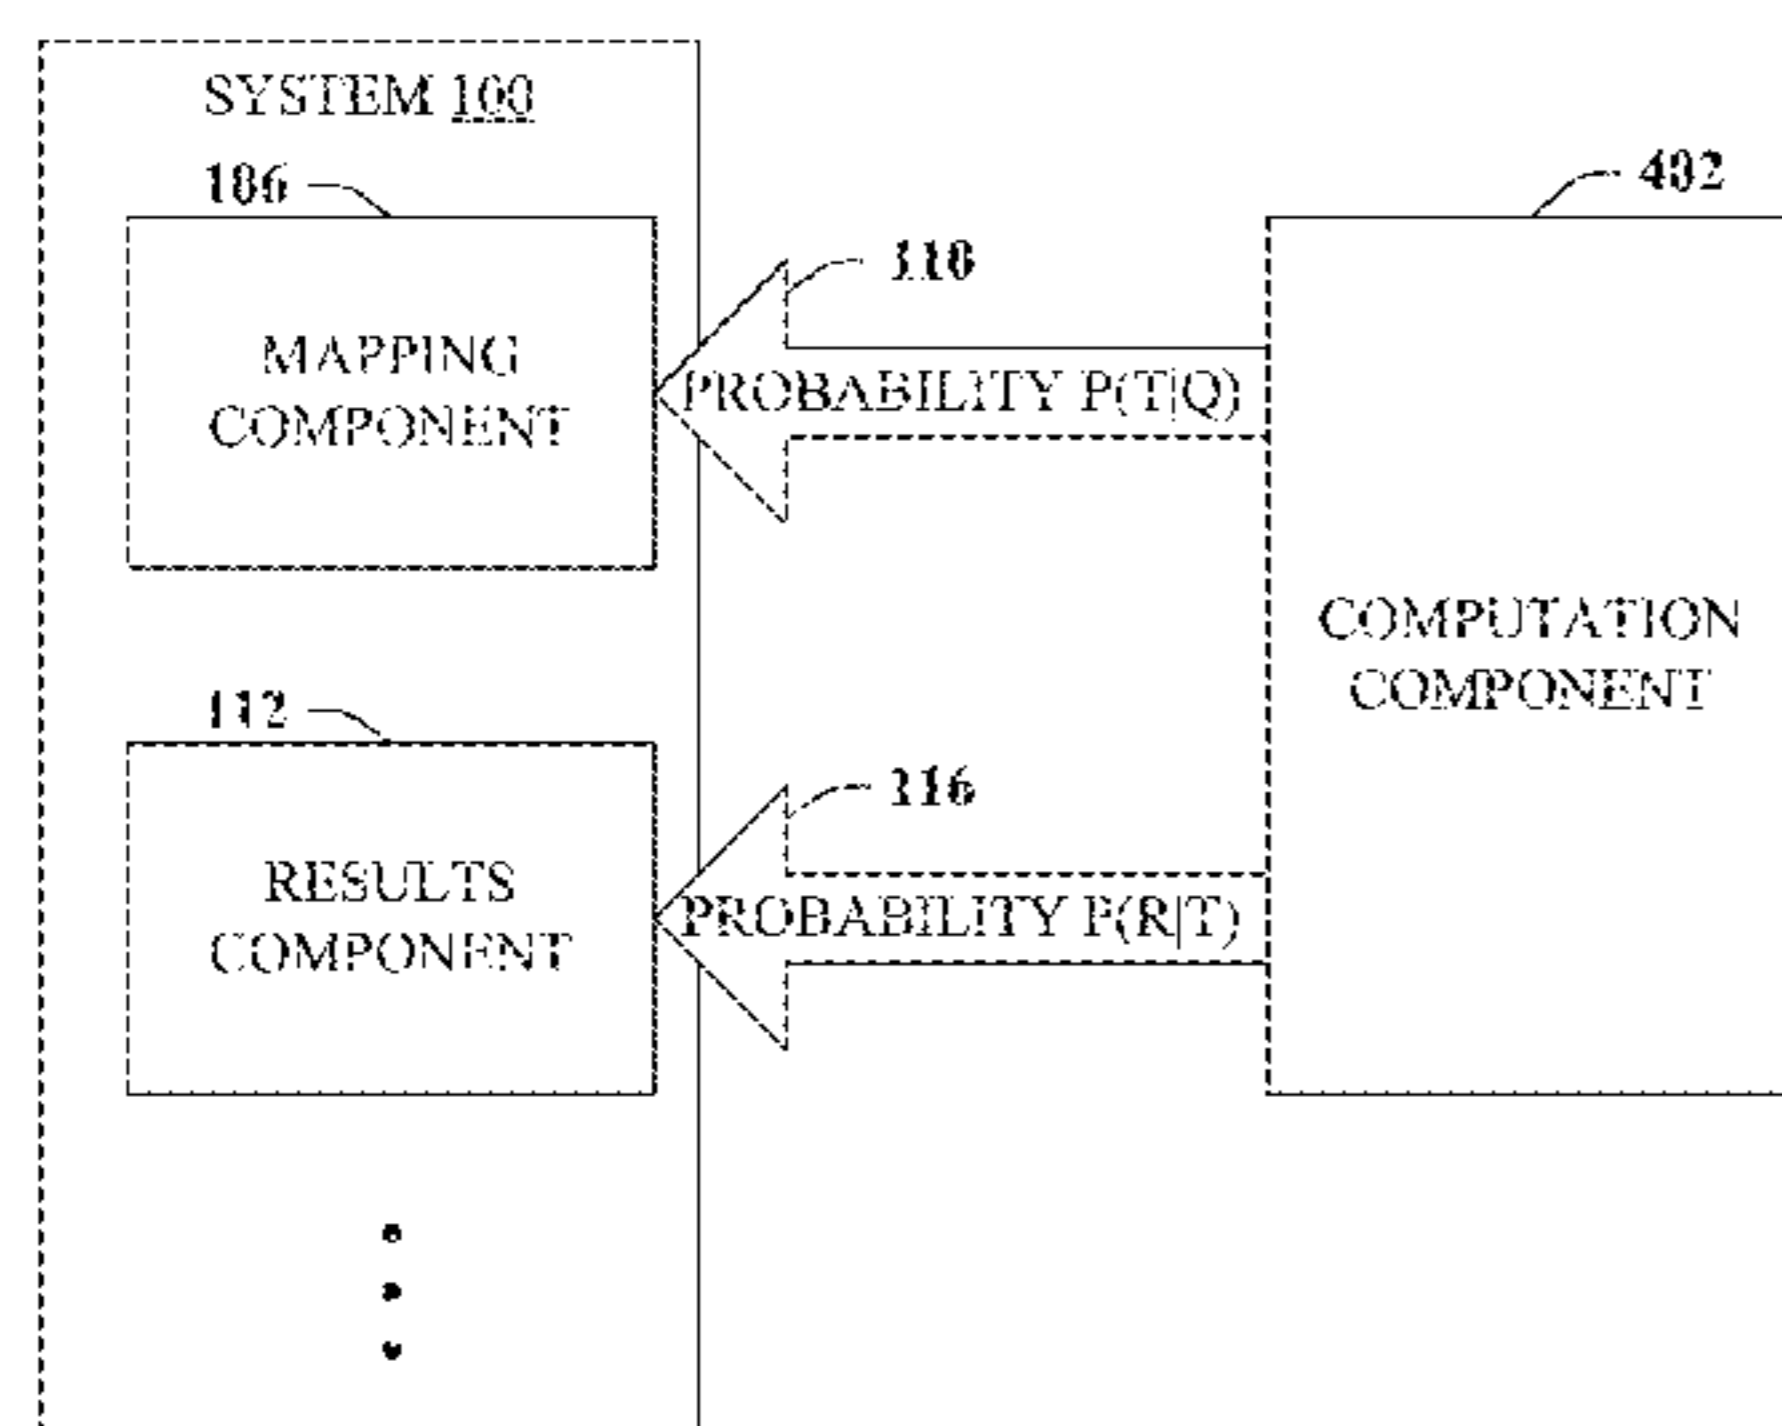 SYSTEM 100
106
402
110
MAPPING
COMPONENT
PROBABILITY P(T|Q)
COMPUTATION
COMPONENT
112
116
RESULTS
COMPONENT
PROBABILITY P(R|T)